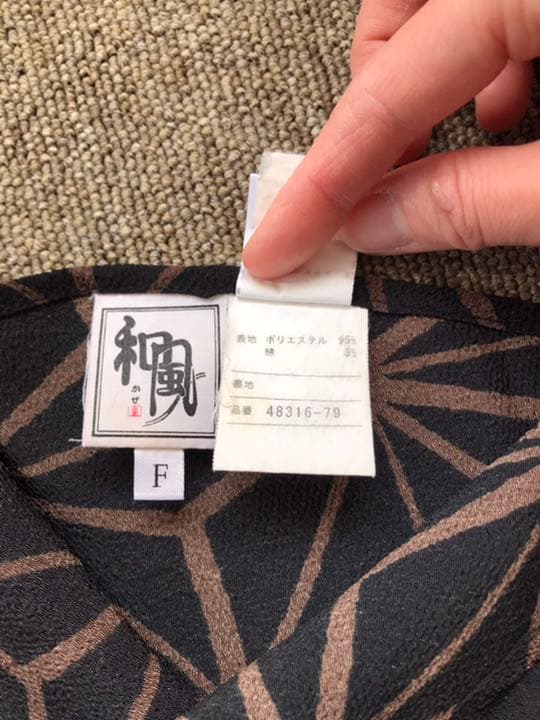 和風
かぜ
F
表地 ポリエステル 95%
綿 5%
裏地
品番 48316-79